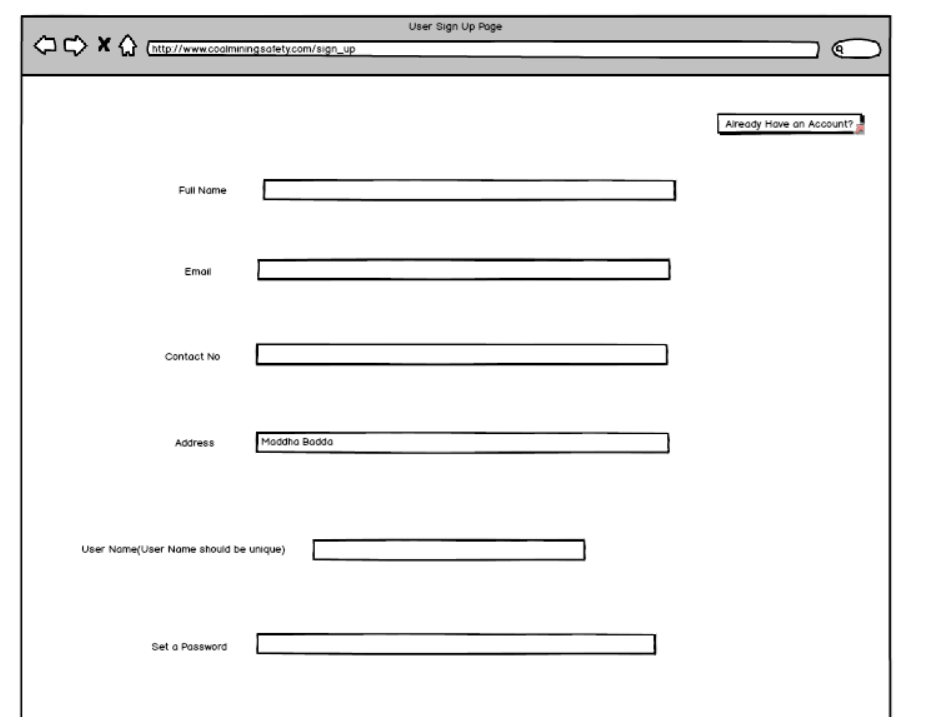 User Sign Up Page
http://www.coalminingsafety.com/sign_up
Already Have an Account?
Full Name
Email
Contact No
Address
Maddha Badda
User Name(User Name should be unique)
Set a Password